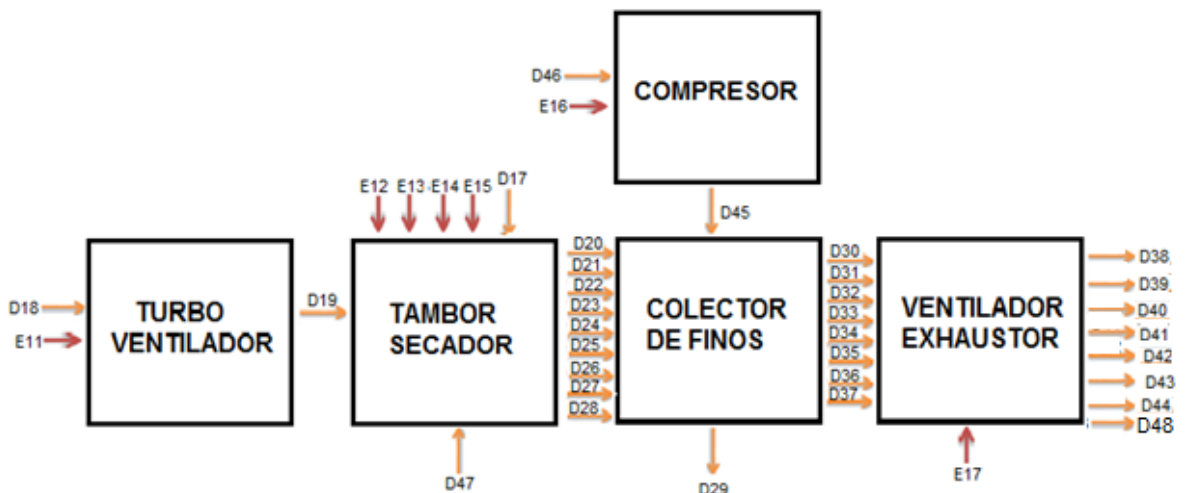 D46
E16
COMPRESOR
D45
E12 E13 E14 E15 D17
D18
E11
TURBO
VENTILADOR
D19
TAMBOR
SECADOR
D47
D20
D21
D22
D23
D24
D25
D26
D27
D28
COLECTOR
DE FINOS
D29
D30
D31
D32
D33
D34
D35
D36
D37
VENTILADOR
EXHAUSTOR
E17
D38
D39
D40
D41
D42
D43
D44
D48